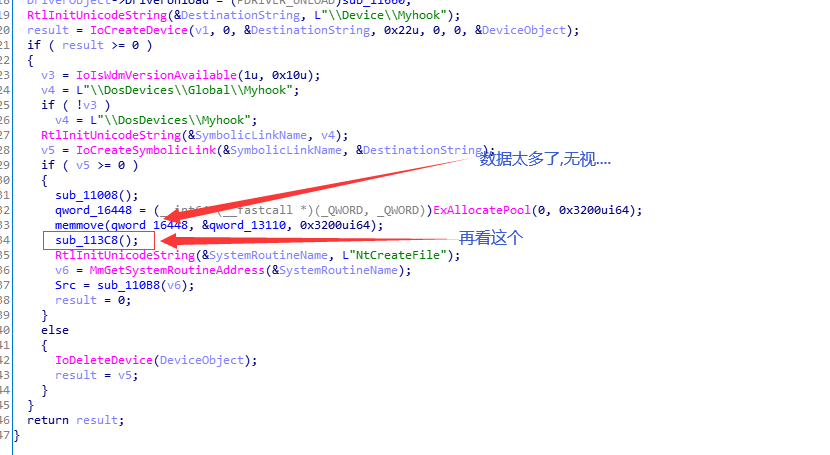 DriverObject->DriverUnload = (PDRIVER_UNLOAD)sub_11660;
19 RtlInitUnicodeString(&DestinationString, L"\\Device\\Myhook");
20 result = IoCreateDevice(v1, 0, &DestinationString, 0x22u, 0, 0, &DeviceObject);
21 if ( result >= 0 )
22 {
23 v3 = IoIsWdmVersionAvailable(1u, 0x10u);
24 v4 = L"\\DosDevices\\Global\\Myhook";
25 if ( !v3 )
26 v4 = L"\\DosDevices\\Myhook";
27 RtlInitUnicodeString(&SymbolicLinkName, v4);
28 v5 = IoCreateSymbolicLink(&SymbolicLinkName, &DestinationString);
29 if ( v5 >= 0 )
数据太多了,无视....
30 {
31 sub_11008();
32 qword_16448 = (__int64 (__fastcall *)(_QWORD, _QWORD))ExAllocatePool(0, 0x3200ui64);
33 memmove(qword_16448, &qword_13110, 0x3200ui64);
34 sub_113C8();
再看这个
35 RtlInitUnicodeString(&SystemRoutineName, L"NtCreateFile");
36 v6 = MmGetSystemRoutineAddress(&SystemRoutineName);
37 Src = sub_110B8(v6);
38 result = 0;
39 }
40 else
41 {
42 IoDeleteDevice(DeviceObject);
43 result = v5;
44 }
45 }
46 return result;
47 }